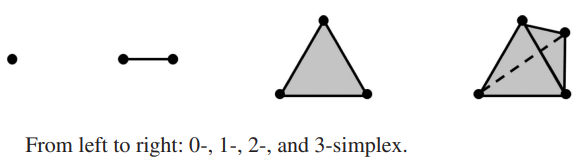 From left to right: 0-, 1-, 2-, and 3-simplex.